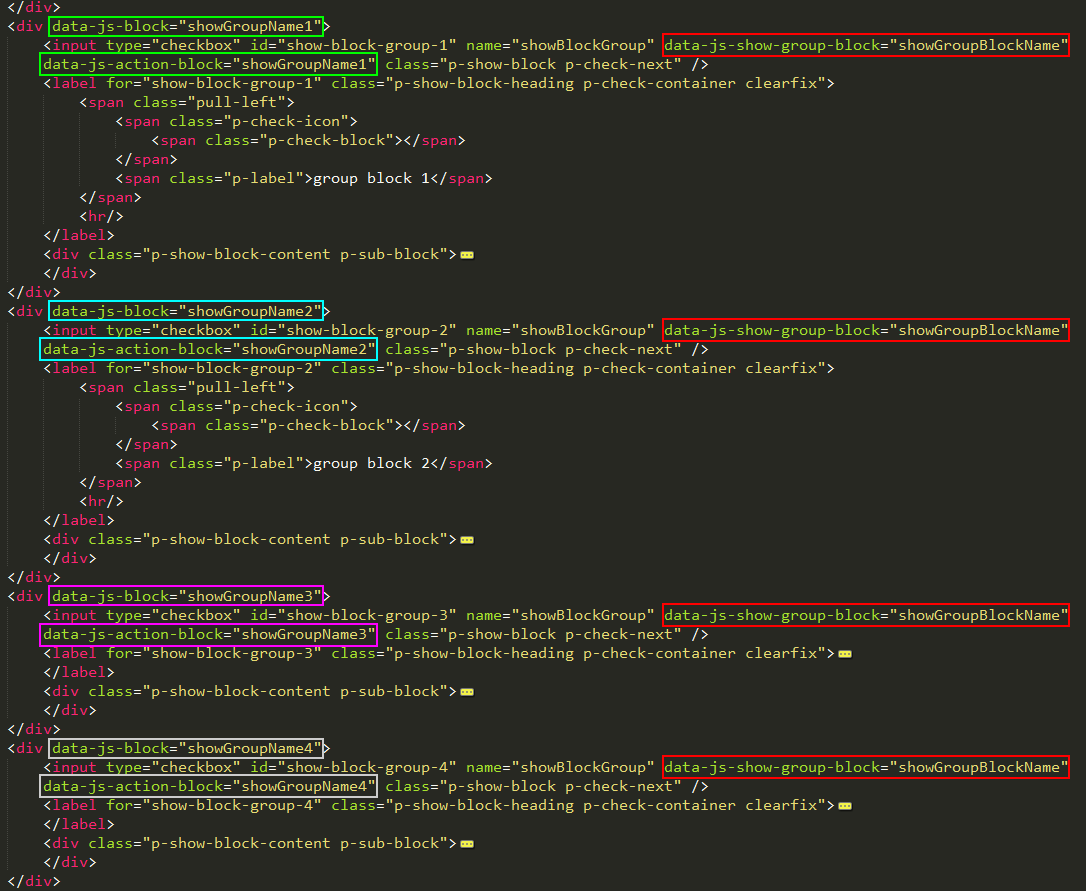 </div>
<div data-js-block="showGroupName1">
<input type="checkbox" id="show-block-group-1" name="showBlockGroup" data-js-show-group-block="showGroupBlockName"
data-js-action-block="showGroupName1" class="p-show-block p-check-next" />
<label for="show-block-group-1" class="p-show-block-heading p-check-container clearfix">
<span class="pull-left">
<span class="p-check-icon">
<span class="p-check-block"></span>
</span>
<span class="p-label">group block 1</span>
</span>
<hr/>
</label>
<div class="p-show-block-content p-sub-block">
</div>
</div>
<div data-js-block="showGroupName2">
<input type="checkbox" id="show-block-group-2" name="showBlockGroup" data-js-show-group-block="showGroupBlockName"
data-js-action-block="showGroupName2" class="p-show-block p-check-next" />
<label for="show-block-group-2" class="p-show-block-heading p-check-container clearfix">
<span class="pull-left">
<span class="p-check-icon">
<span class="p-check-block"></span>
</span>
<span class="p-label">group block 2</span>
</span>
<hr/>
</label>
<div class="p-show-block-content p-sub-block">
</div>
</div>
<div data-js-block="showGroupName3">
<input type="checkbox" id="show-block-group-3" name="showBlockGroup" data-js-show-group-block="showGroupBlockName"
data-js-action-block="showGroupName3" class="p-show-block p-check-next" />
<label for="show-block-group-3" class="p-show-block-heading p-check-container clearfix">
</label>
<div class="p-show-block-content p-sub-block">
</div>
</div>
<div data-js-block="showGroupName4">
<input type="checkbox" id="show-block-group-4" name="showBlockGroup" data-js-show-group-block="showGroupBlockName"
data-js-action-block="showGroupName4" class="p-show-block p-check-next" />
<label for="show-block-group-4" class="p-show-block-heading p-check-container clearfix">
</label>
<div class="p-show-block-content p-sub-block">
</div>
</div>